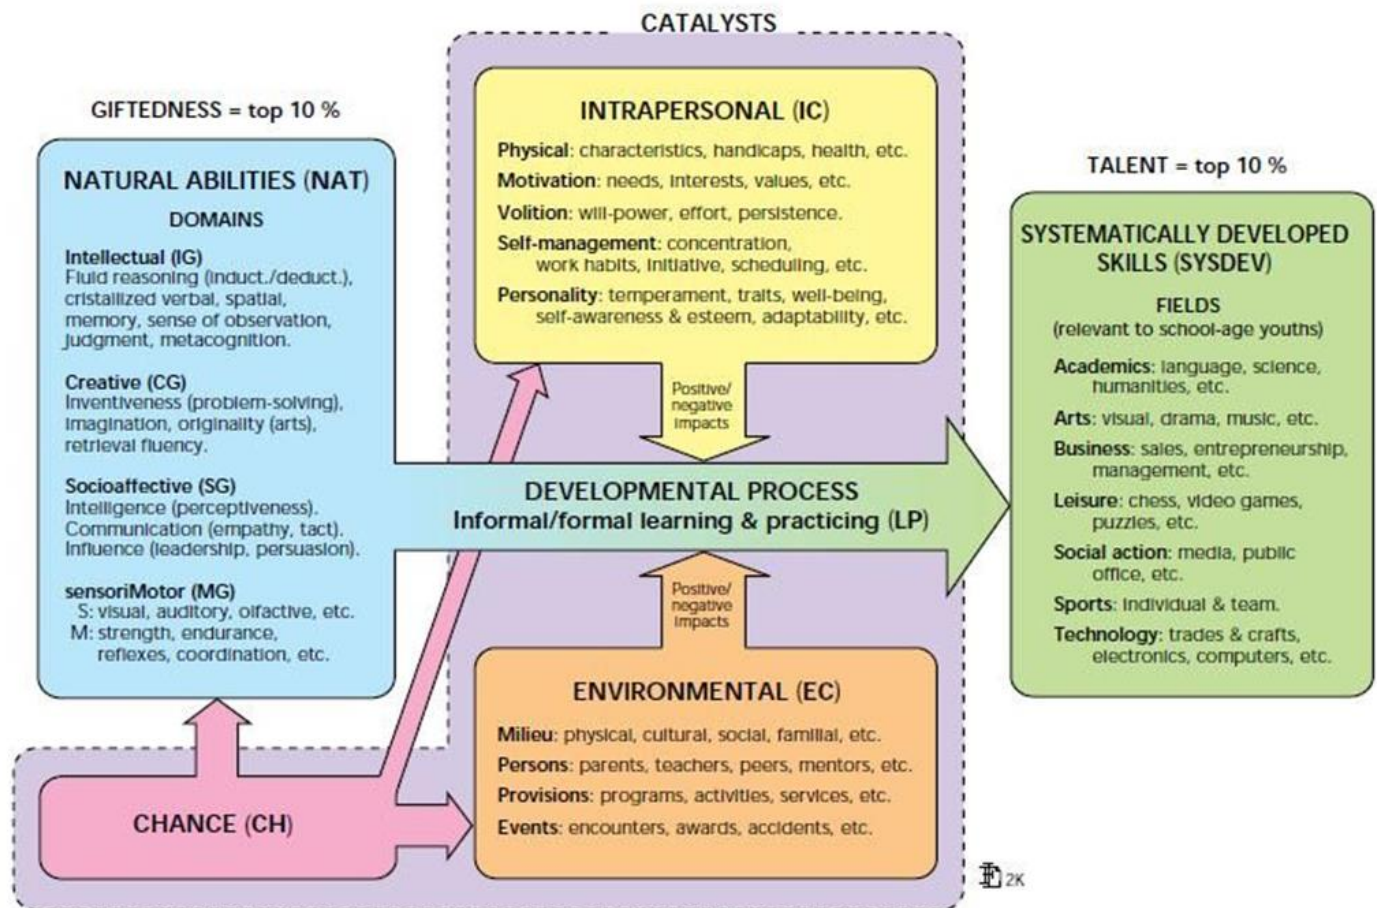 CATALYSTS
GIFTEDNESS = top 10 %
NATURAL ABILITIES (NAT)
DOMAINS
Intellectual (IG)
Fluid reasoning (induct./deduct.),
cristallized verbal, spatial,
memory, sense of observation,
judgment, metacognition.
Creative (CG)
Inventiveness (problem-solving),
imagination, originality (arts),
retrieval fluency.
Socioaffective (SG)
Intelligence (perceptiveness).
Communication (empathy, tact).
Influence (leadership, persuasion).
sensoriMotor (MG)
S: visual, auditory, olfactive, etc.
M: strength, endurance,
reflexes, coordination, etc.
CHANCE (CH)
INTRAPERSONAL (IC)
Physical: characteristics, handicaps, health, etc.
Motivation: needs, interests, values, etc.
Volition: will-power, effort, persistence.
Self-management: concentration,
work habits, initiative, scheduling, etc.
Personality: temperament, traits, well-being,
self-awareness & esteem, adaptability, etc.
Positive/
negative
impacts
DEVELOPMENTAL PROCESS
Informal/formal learning & practicing (LP)
Positive/
negative
impacts
ENVIRONMENTAL (EC)
Milieu: physical, cultural, social, familial, etc.
Persons: parents, teachers, peers, mentors, etc.
Provisions: programs, activities, services, etc.
Events: encounters, awards, accidents, etc.
TALENT = top 10 %
SYSTEMATICALLY DEVELOPED
SKILLS (SYSDEV)
FIELDS
(relevant to school-age youths)
Academics: language, science,
humanities, etc.
Arts: visual, drama, music, etc.
Business: sales, entrepreneurship,
management, etc.
Leisure: chess, video games,
puzzles, etc.
Social action: media, public
office, etc.
Sports: individual & team.
Technology: trades & crafts,
electronics, computers, etc.
2K